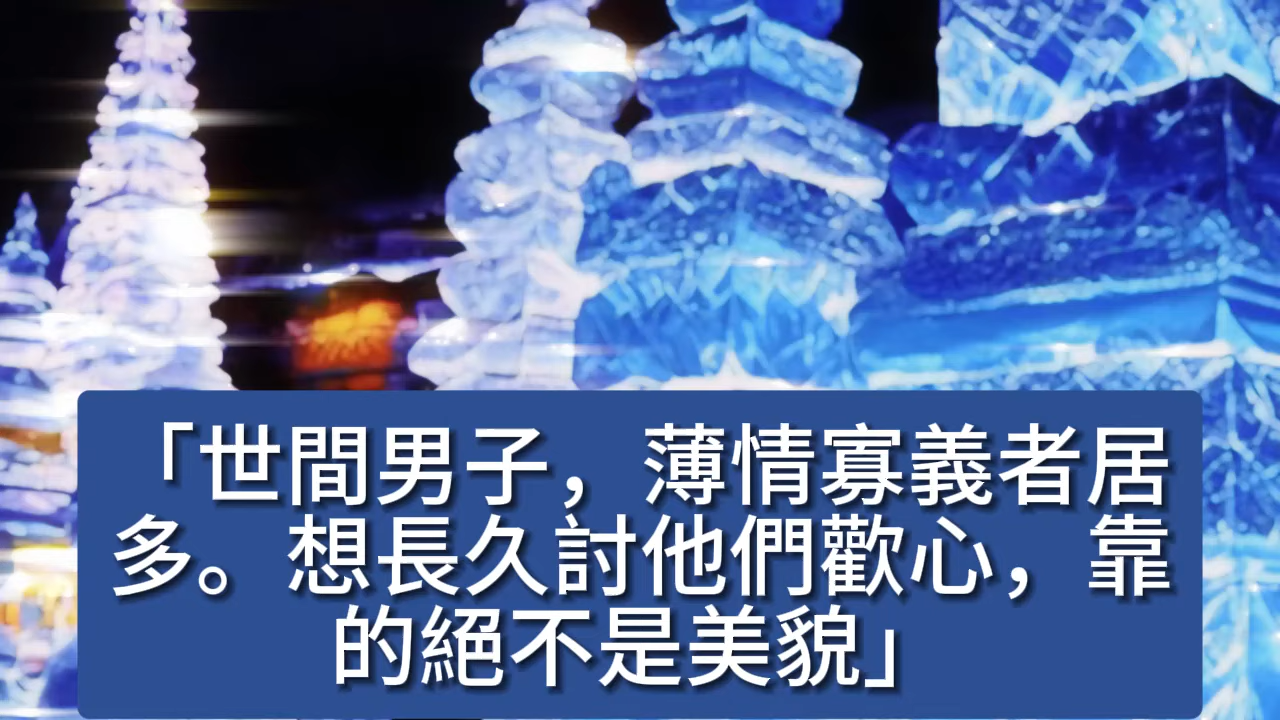 「世間男子，薄情寡義者居
多。想長久討他們歡心，靠
的絕不是美貌」